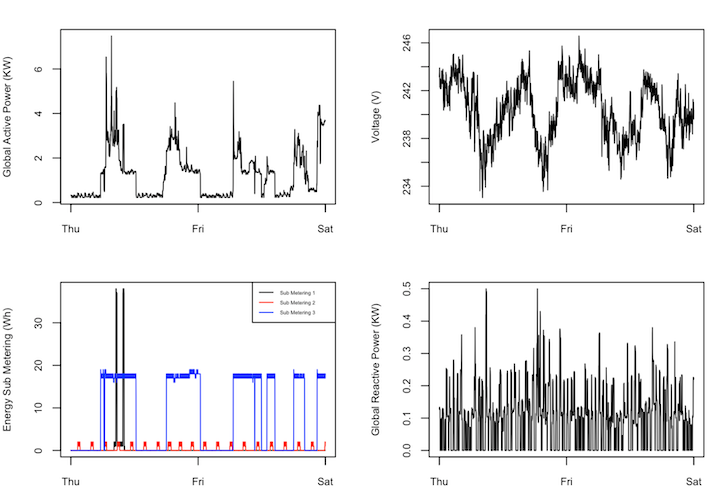 Global Active Power (KW)
6
4
2
0
Thu
Fri
Sat
Voltage (V)
246
242
238
234
Thu
Fri
Sat
Energy Sub Metering (Wh)
30
20
10
0
Thu
Fri
Sat
Sub Metering 1
Sub Metering 2
Sub Metering 3
Global Reactive Power (KW)
0.5
0.4
0.3
0.2
0.1
0.0
Thu
Fri
Sat